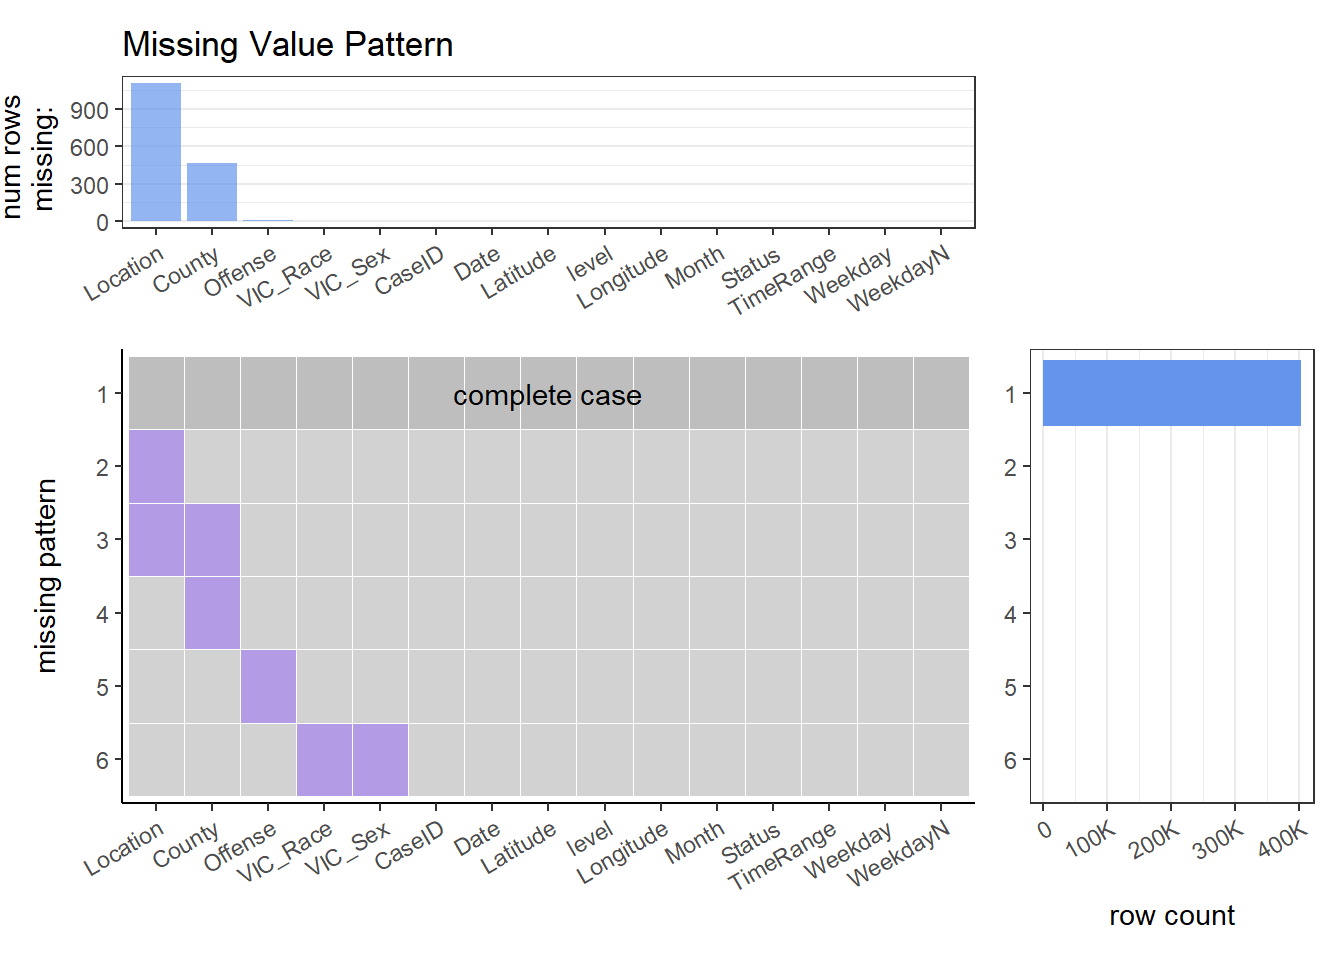 Missing Value Pattern
num rows
missing:
900
600
300
0
Location County Offense VIC_Race VIC_Sex CaseID Date Latitude level Longitude Month Status TimeRange Weekday WeekdayN
missing pattern
1
2
3
4
5
6
complete case
Location County Offense VIC_Race VIC_Sex CaseID Date Latitude level Longitude Month Status TimeRange Weekday WeekdayN
1
2
3
4
5
6
0 100K 200K 300K 400K
row count